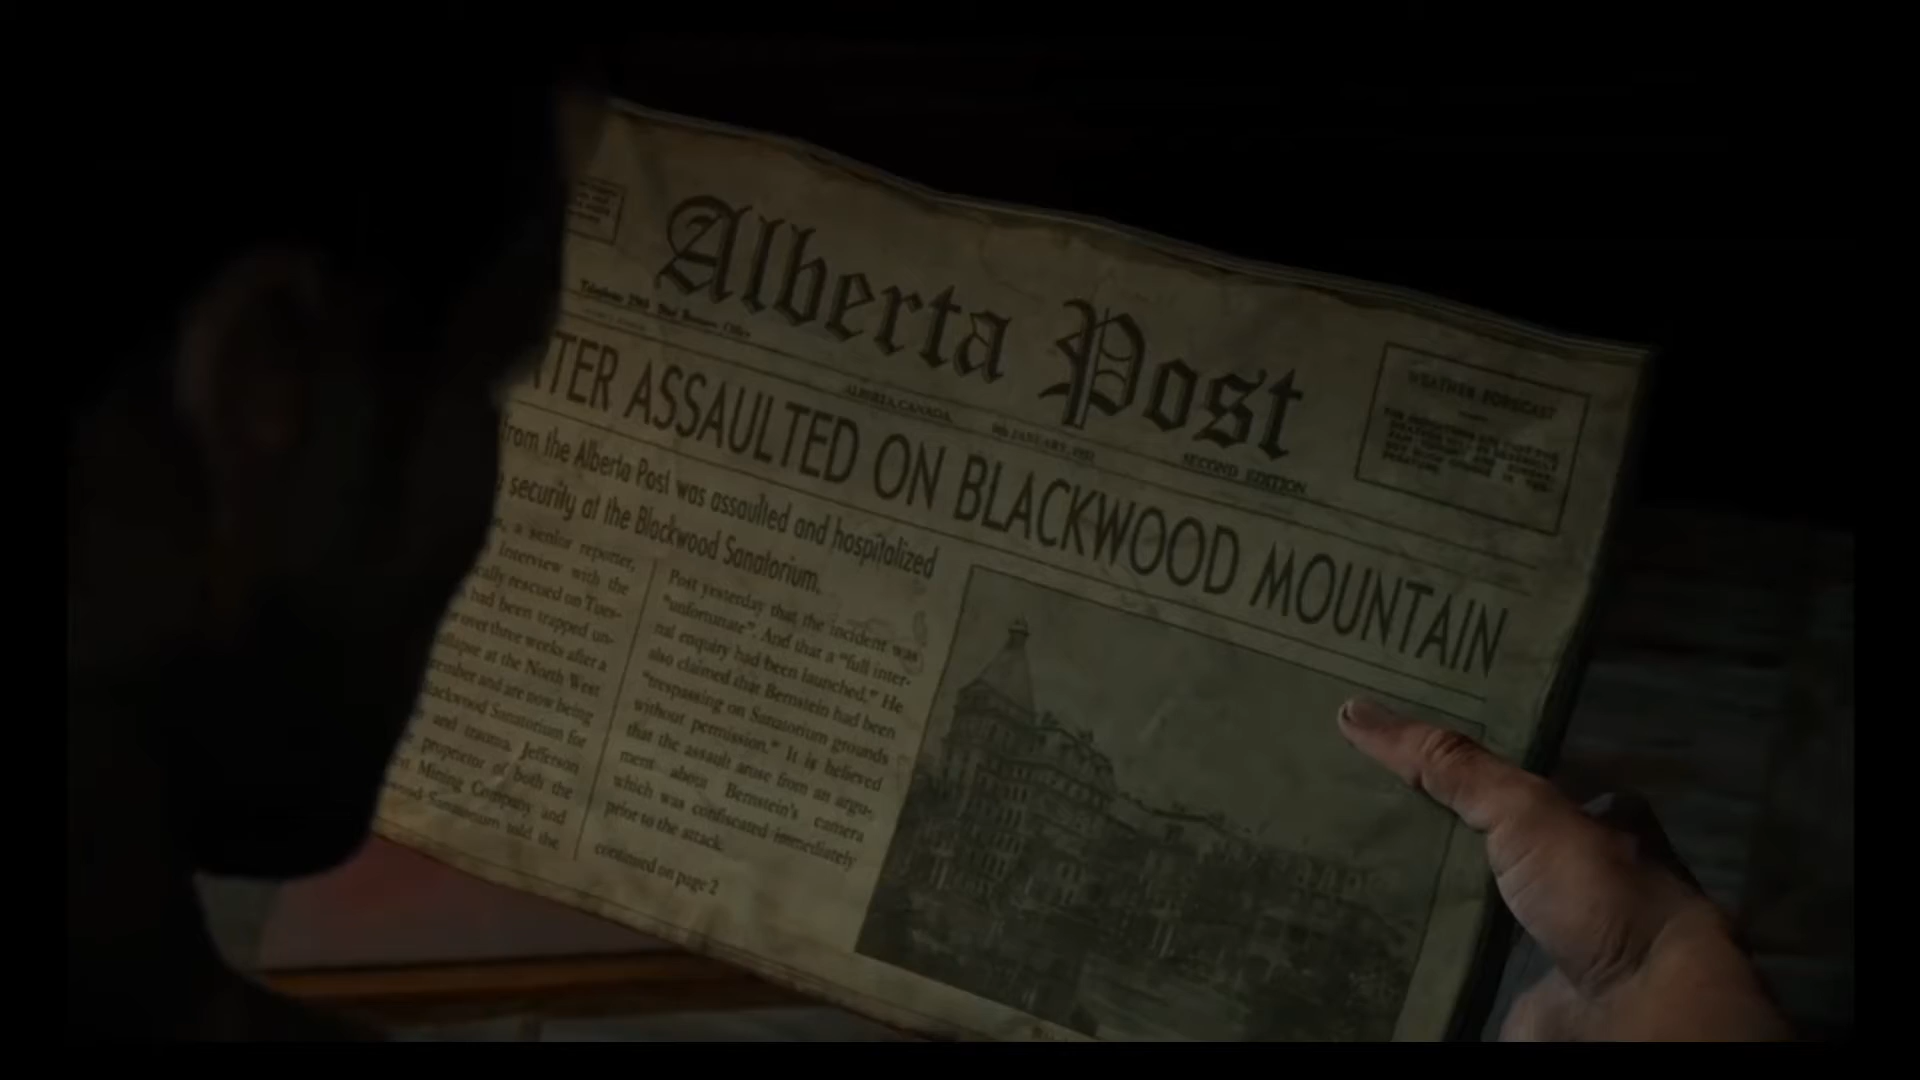 Alberta Post
Telephone
Office
ALBERTA, CANADA
JANUARY,
SECOND EDITION
WEATHER FORECAST
TER ASSAULTED ON BLACKWOOD MOUNTAIN
from the Alberta Post was assaulted and hospitalized
security at the Blackwood Sanatorium.
a senior reporter,
interview with the
cally rescued on Tues-
had been trapped un-
over three weeks after a
collapse at the North West
and are now being
Blackwood Sanatorium for
and trauma. Jefferson
proprietor of both the
Mining Company and
Sanatorium told the
Post yesterday that the incident was
"unfortunate". And that a "full inter-
nal enquiry had been launched." He
also claimed that Bernstein had been
"trespassing on Sanatorium grounds
without permission." It is believed
that the assault arose from an argu-
ment about Bernstein's camera
which was confiscated immediately
prior to the attack.
continued on page 2